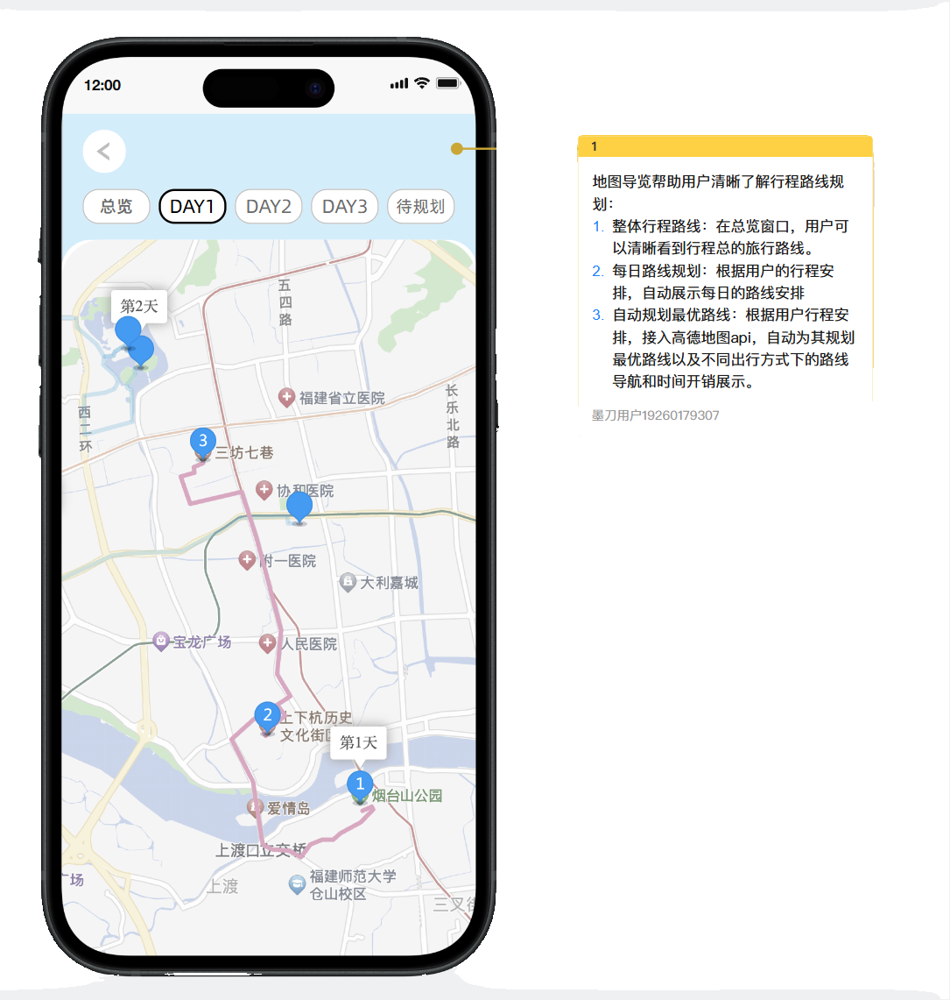 12:00
<
总览 DAY1 DAY2 DAY3 待规划
五四路
第2天
福建省立医院
长乐北路
西二环
3
三坊七巷
协和医院
附一医院
大利嘉城
宝龙广场
人民医院
2
上下杭历史
文化街区
第1天
1
烟台山公园
爱情岛
上渡口立交桥
福建师范大学
仓山校区
广场
上渡
三叉街
1
地图导览帮助用户清晰了解行程路线规
划：
1. 整体行程路线：在总览窗口，用户可
以清晰看到行程总的旅行路线。
2. 每日路线规划：根据用户的行程安
排，自动展示每日的路线安排
3. 自动规划最优路线：根据用户行程安
排，接入高德地图api，自动为其规划
最优路线以及不同出行方式下的路线
导航和时间开销展示。
墨刀用户19260179307